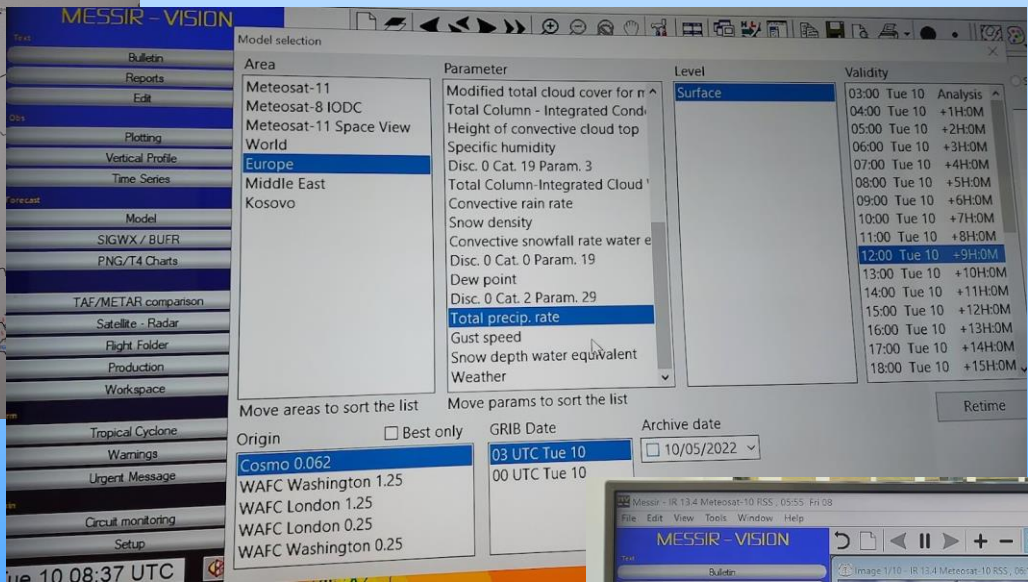 MESSIR - VISION
Text
Bulletin
Reports
Edit
Obs
Plotting
Vertical Profile
Time Series
Forecast
Model
SIGWX / BUFR
PNG/T4 Charts
TAF/METAR comparison
Satellite - Radar
Flight Folder
Production
Workspace
Tropical Cyclone
Warnings
Urgent Message
Circuit monitoring
Setup
ue 10 08:37 UTC
Model selection
Area
Meteosat-11
Meteosat-8 IODC
Meteosat-11 Space View
World
Europe
Middle East
Kosovo
Move areas to sort the list
Parameter
Modified total cloud cover for m
Total Column - Integrated Cond
Height of convective cloud top
Specific humidity
Disc. 0 Cat. 19 Param. 3
Total Column-Integrated Cloud
Convective rain rate
Snow density
Convective snowfall rate water e
Disc. 0 Cat. 0 Param. 19
Dew point
Disc. 0 Cat. 2 Param. 29
Total precip. rate
Gust speed
Snow depth water equivalent
Weather
Move params to sort the list
Level
Surface
Validity
03:00 Tue 10 Analysis
04:00 Tue 10 +1H:0M
05:00 Tue 10 +2H:0M
06:00 Tue 10 +3H:0M
07:00 Tue 10 +4H:0M
08:00 Tue 10 +5H:0M
09:00 Tue 10 +6H:0M
10:00 Tue 10 +7H:0M
11:00 Tue 10 +8H:0M
12:00 Tue 10 +9H:0M
13:00 Tue 10 +10H:0M
14:00 Tue 10 +11H:0M
15:00 Tue 10 +12H:0M
16:00 Tue 10 +13H:0M
17:00 Tue 10 +14H:0M
18:00 Tue 10 +15H:0M
Retime
Origin
Best only
Cosmo 0.062
WAFC Washington 1.25
WAFC London 1.25
WAFC London 0.25
WAFC Washington 0.25
GRIB Date
03 UTC Tue 10
00 UTC Tue 10
Archive date
10/05/2022
Messir - IR 13.4 Meteosat-10 RSS , 05:55 Fri 08
File Edit View Tools Window Help
MESSIR - VISION
Text
Bulletin
Image 1/10 - IR 13.4 Meteosat-10 RSS,